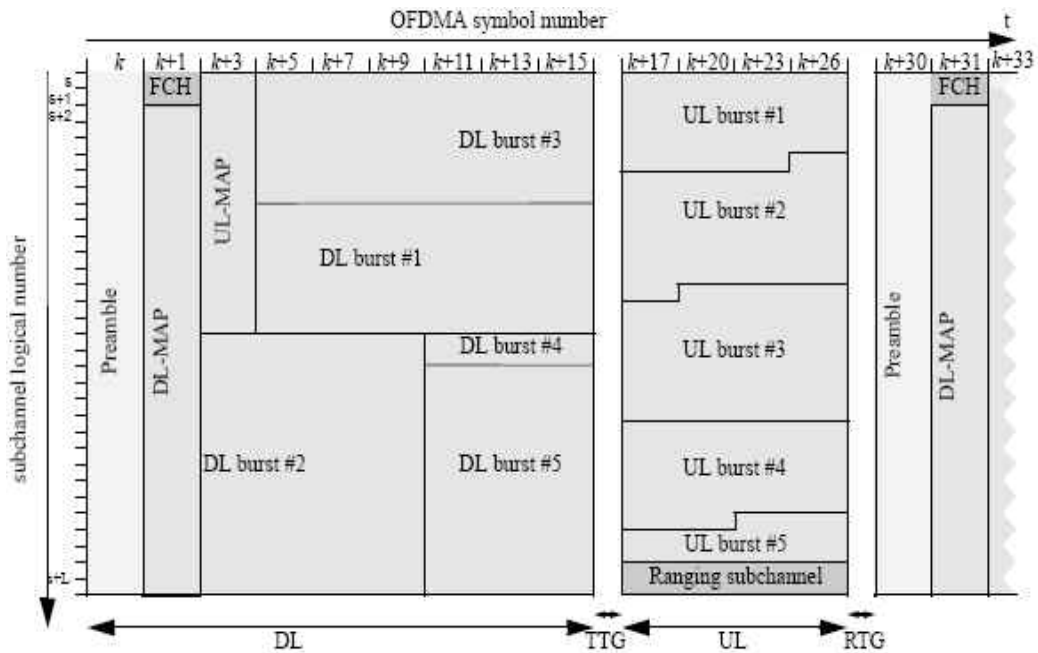 OFDMA symbol number
t
k k+1 k+3 k+5 k+7 k+9 k+11 k+13 k+15 k+17 k+20 k+23 k+26 k+30 k+31 k+33
s
s+1
s+2
s+L
subchannel logical number
Preamble
FCH
DL-MAP
UL-MAP
DL burst #3
DL burst #1
DL burst #4
DL burst #2
DL burst #5
UL burst #1
UL burst #2
UL burst #3
UL burst #4
UL burst #5
Ranging subchannel
Preamble
FCH
DL-MAP
DL TTG UL RTG